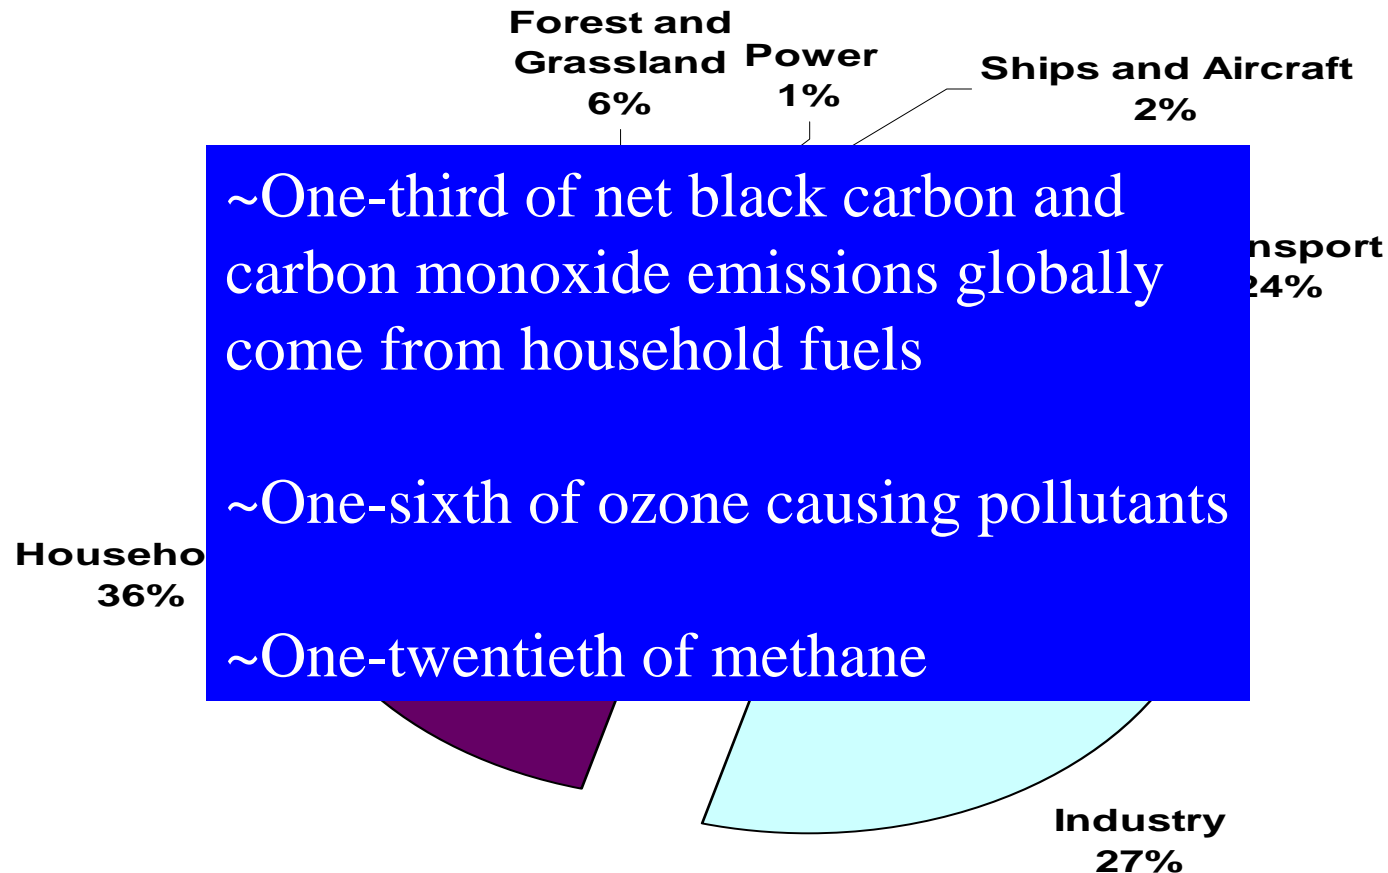 Forest and
Grassland
6%
Power
1%
Ships and Aircraft
2%
~One-third of net black carbon and
carbon monoxide emissions globally
come from household fuels
~One-sixth of ozone causing pollutants
~One-twentieth of methane
nsport
24%
Househo
36%
Industry
27%